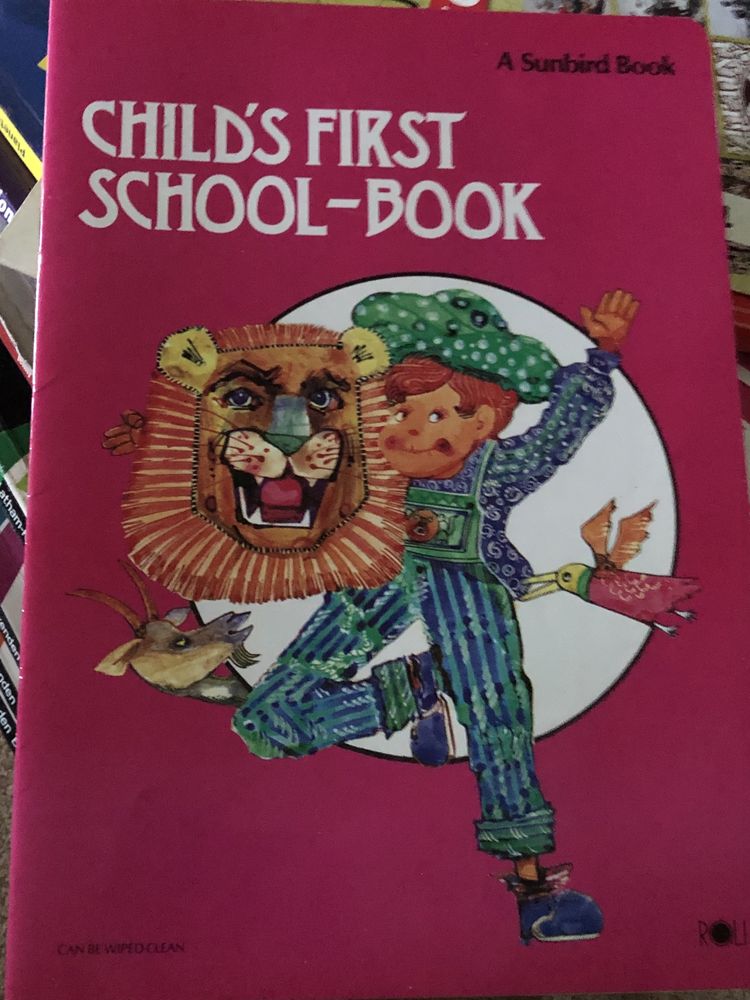 A Sunbird Book
CHILD'S FIRST
SCHOOL-BOOK
CAN BE WIPED CLEAN